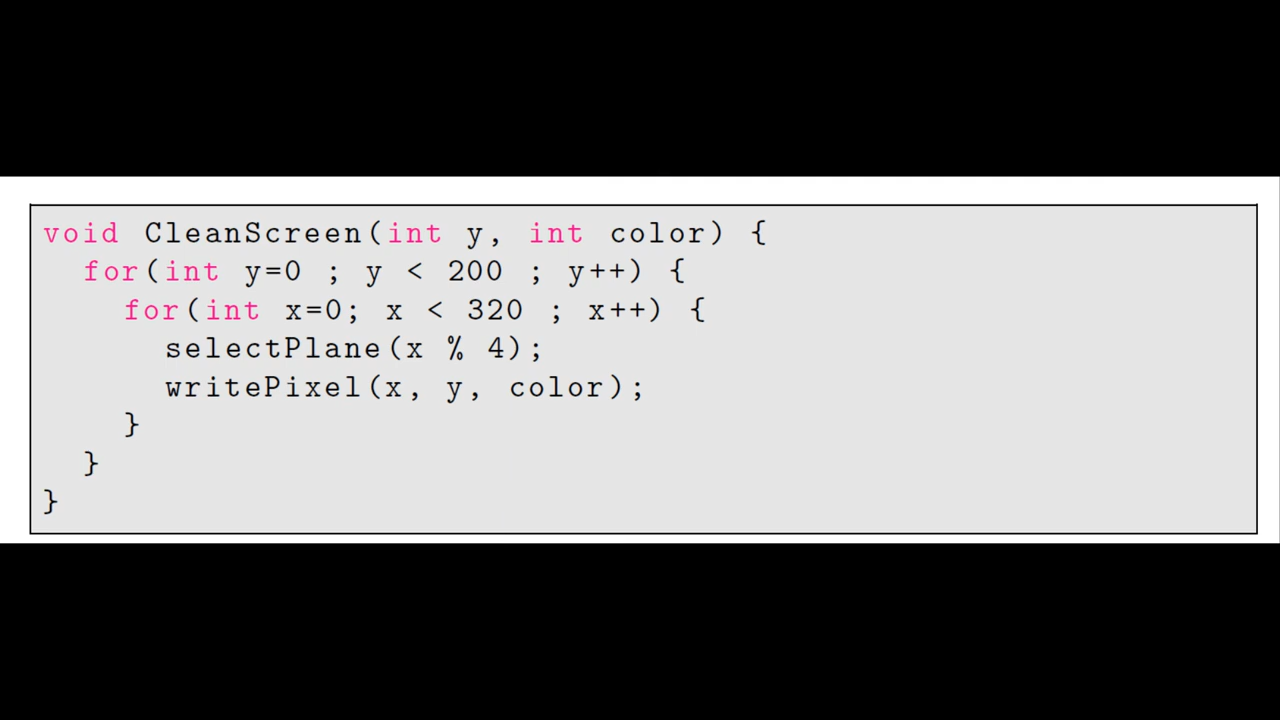 void CleanScreen(int y, int color) {
  for(int y=0 ; y < 200 ; y++) {
    for(int x=0; x < 320 ; x++) {
      selectPlane(x % 4);
      writePixel(x, y, color);
    }
  }
}